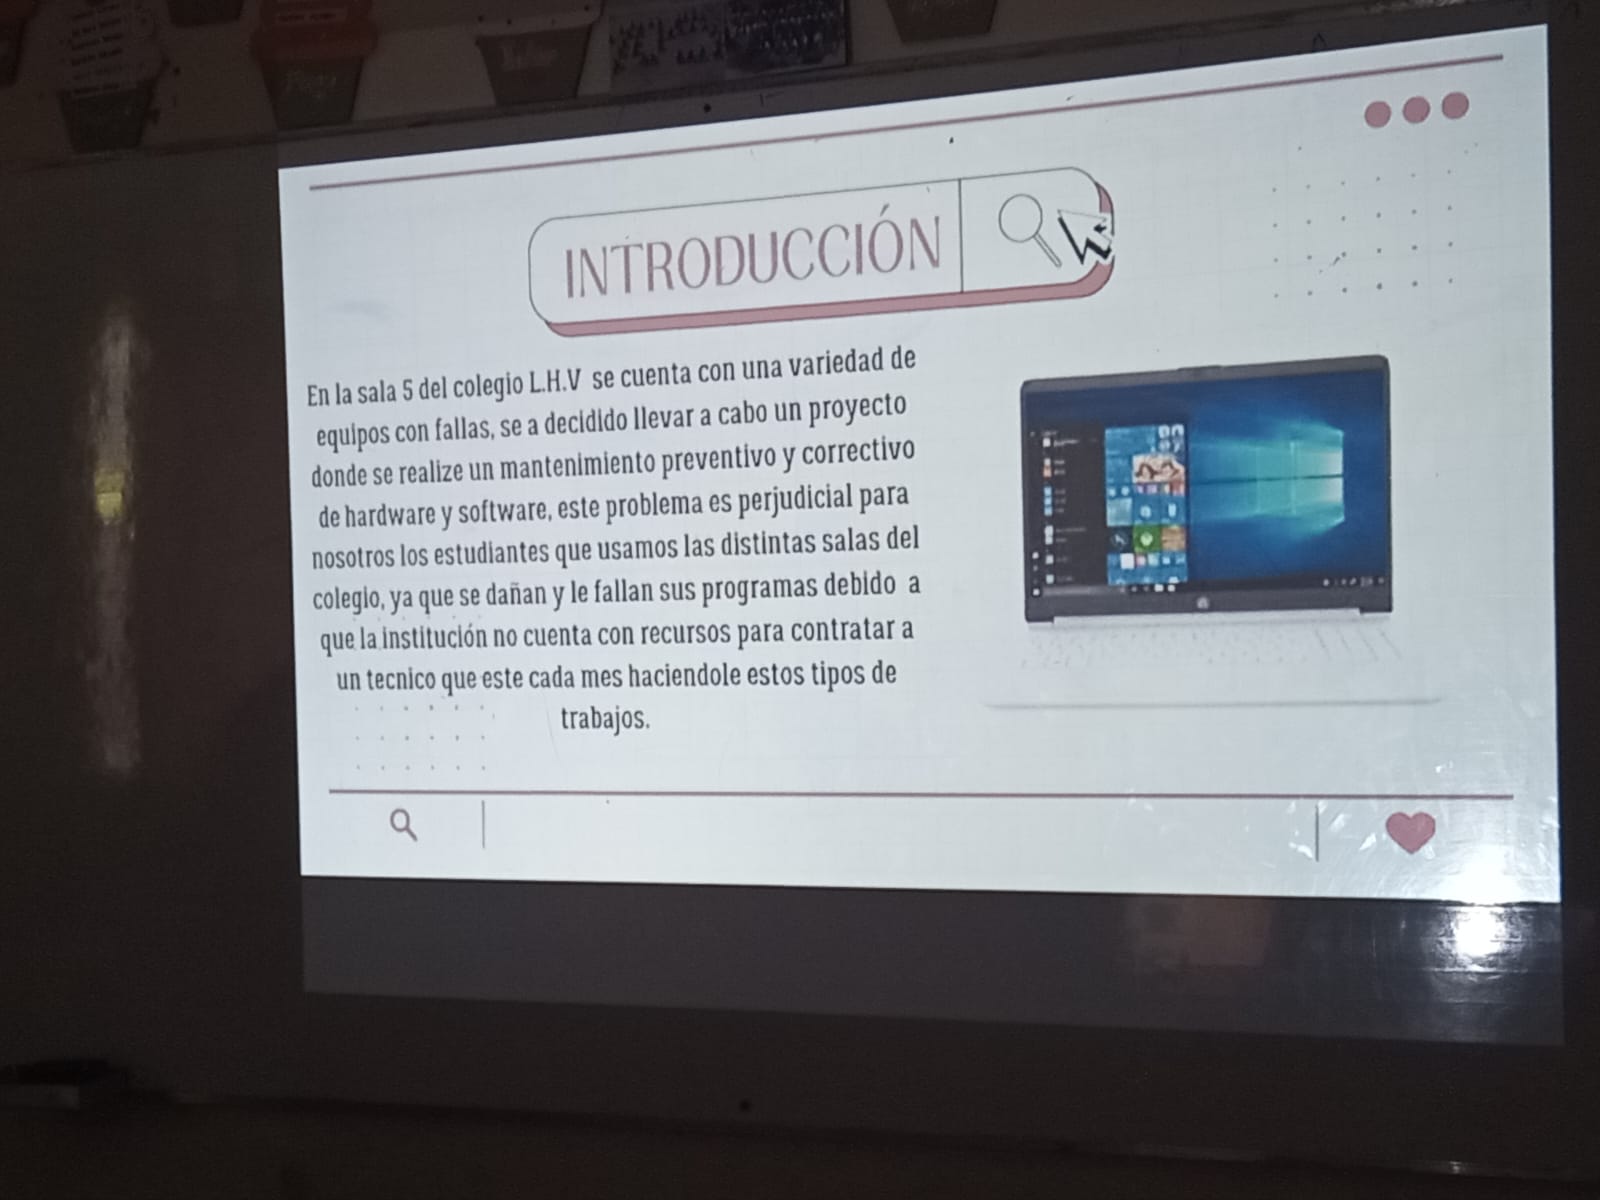 INTRODUCCIÓN
En la sala 5 del colegio L.H.V se cuenta con una variedad de
equipos con fallas, se a decidido llevar a cabo un proyecto
donde se realize un mantenimiento preventivo y correctivo
de hardware y software, este problema es perjudicial para
nosotros los estudiantes que usamos las distintas salas del
colegio, ya que se dañan y le fallan sus programas debido a
que la institución no cuenta con recursos para contratar a
un tecnico que este cada mes haciendole estos tipos de
trabajos.